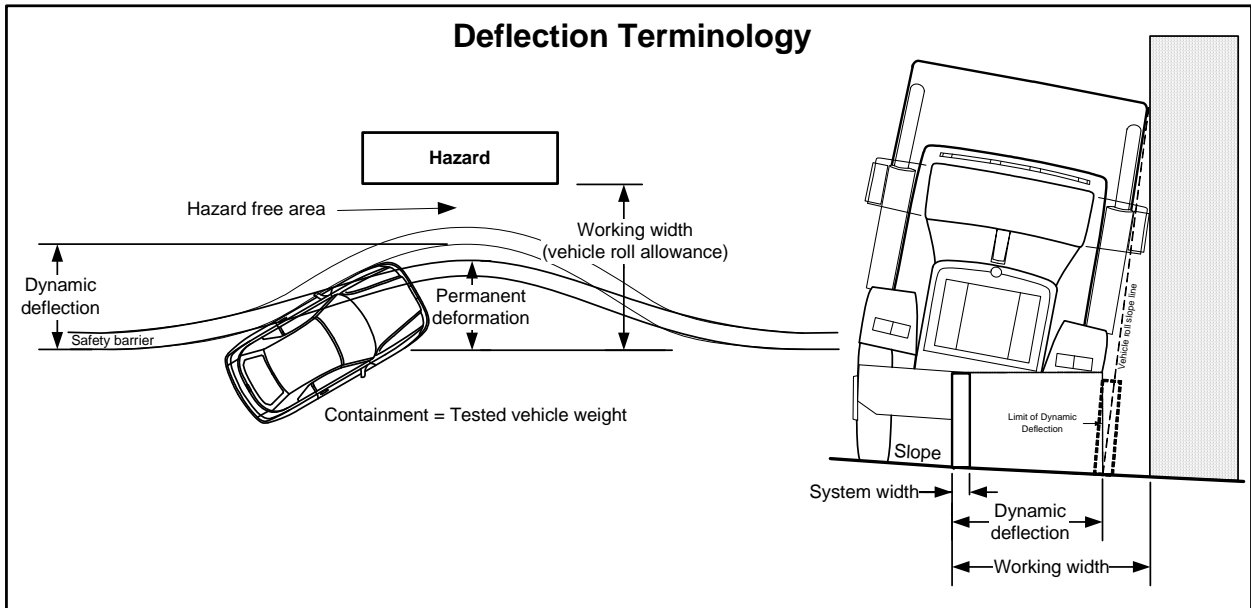 Deflection Terminology
Hazard
Hazard free area
Working width
(vehicle roll allowance)
Dynamic
deflection
Permanent
deformation
Safety barrier
Containment = Tested vehicle weight
Vehicle roll slope line
Limit of Dynamic
Deflection
Slope
System width
Dynamic
deflection
Working width